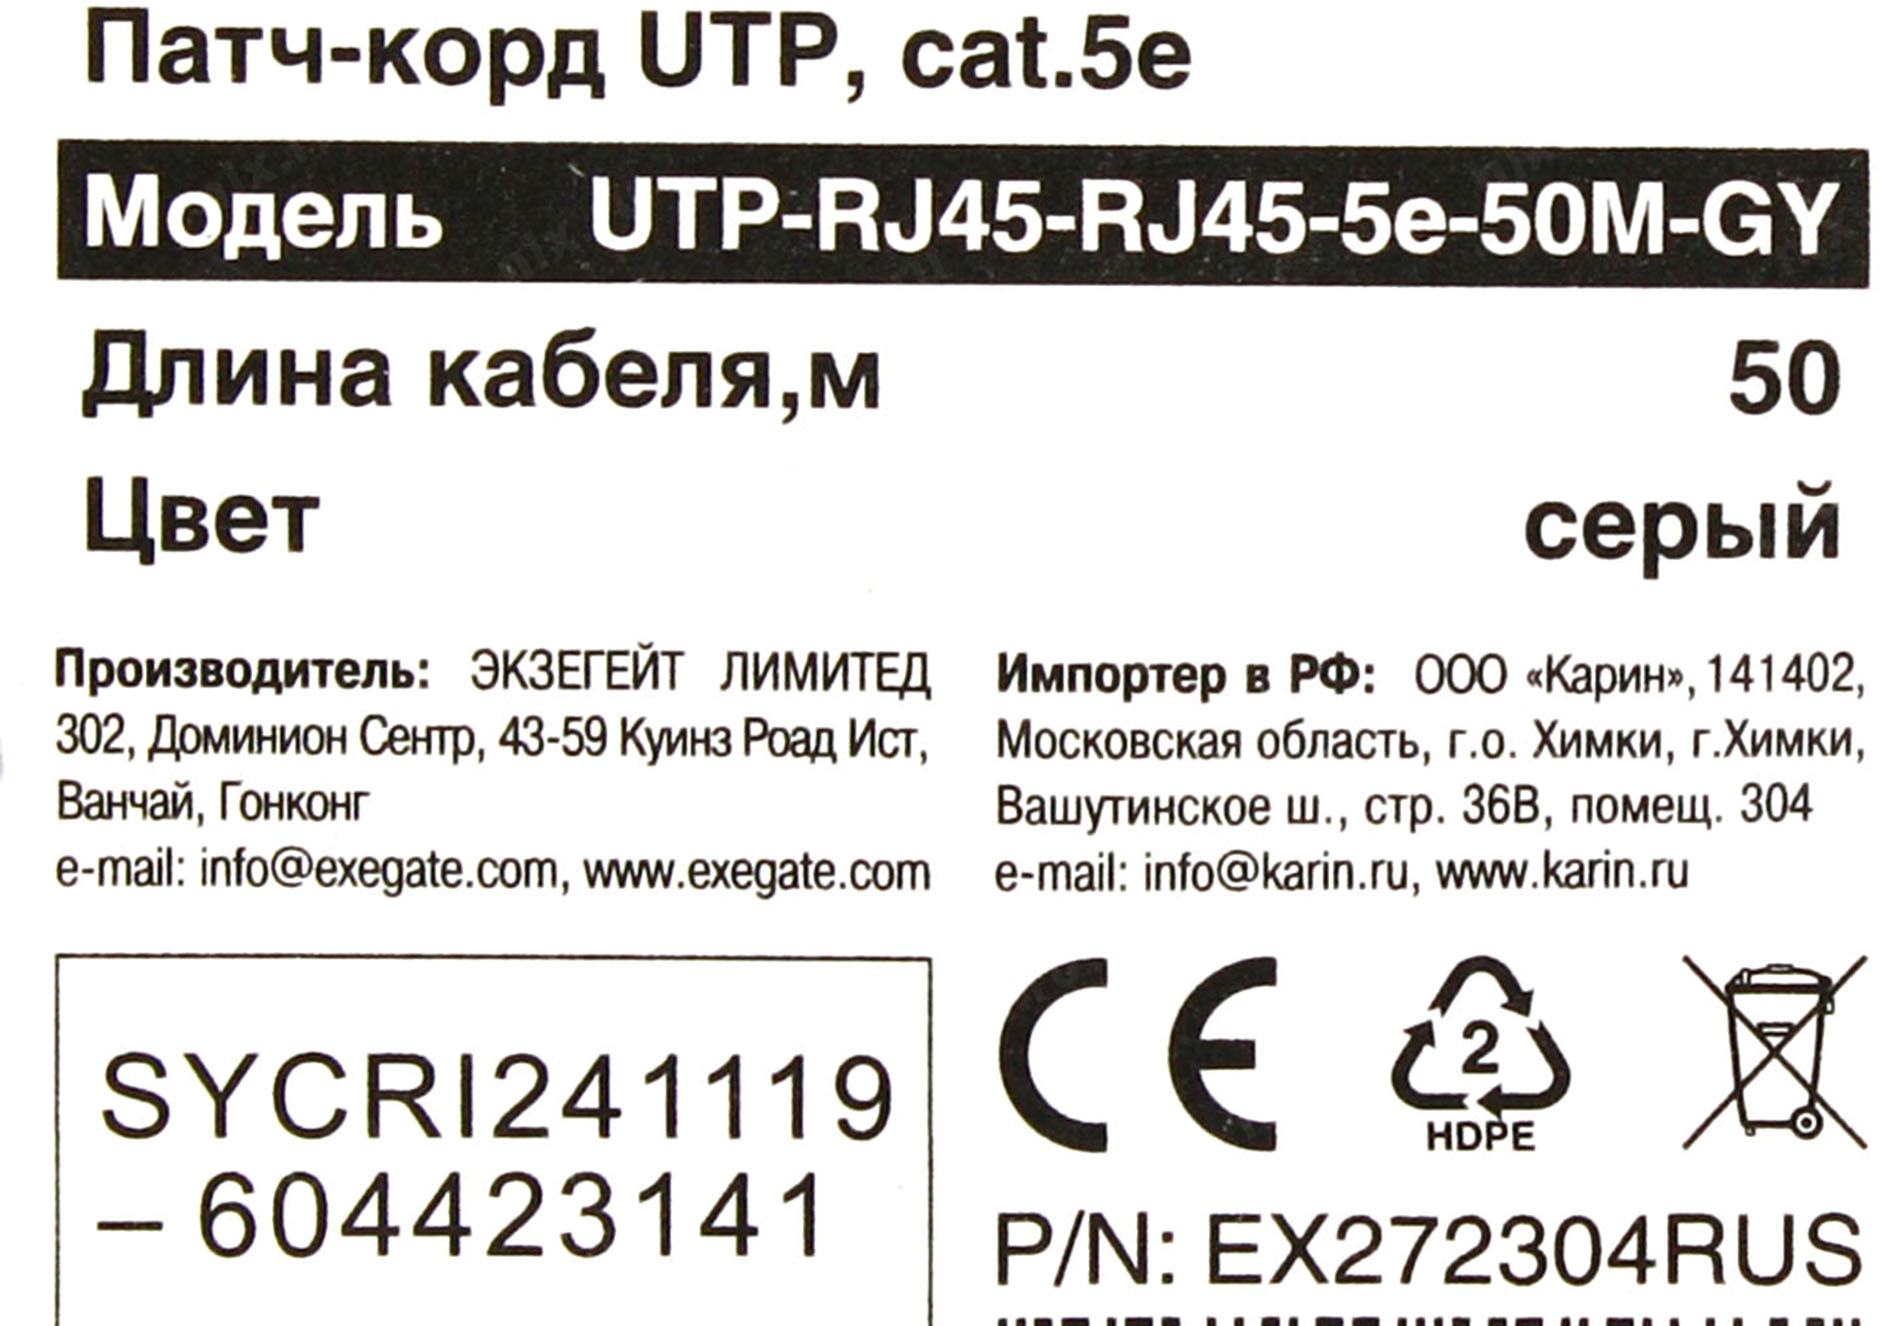 Патч-корд UTP, cat.5e
Модель UTP-RJ45-RJ45-5e-50M-GY
Длина кабеля,м 50
Цвет серый
Производитель: ЭКЗЕГЕЙТ ЛИМИТЕД
302, Доминион Сентр, 43-59 Куинз Роад Ист,
Ванчай, Гонконг
e-mail: info@exegate.com, www.exegate.com
Импортер в РФ: ООО «Карин», 141402,
Московская область, г.о. Химки, г.Химки,
Вашутинское ш., стр. 36В, помещ. 304
e-mail: info@karin.ru, www.karin.ru
SYCRI241119
–604423141
CE
2
HDPE
P/N: EX272304RUS